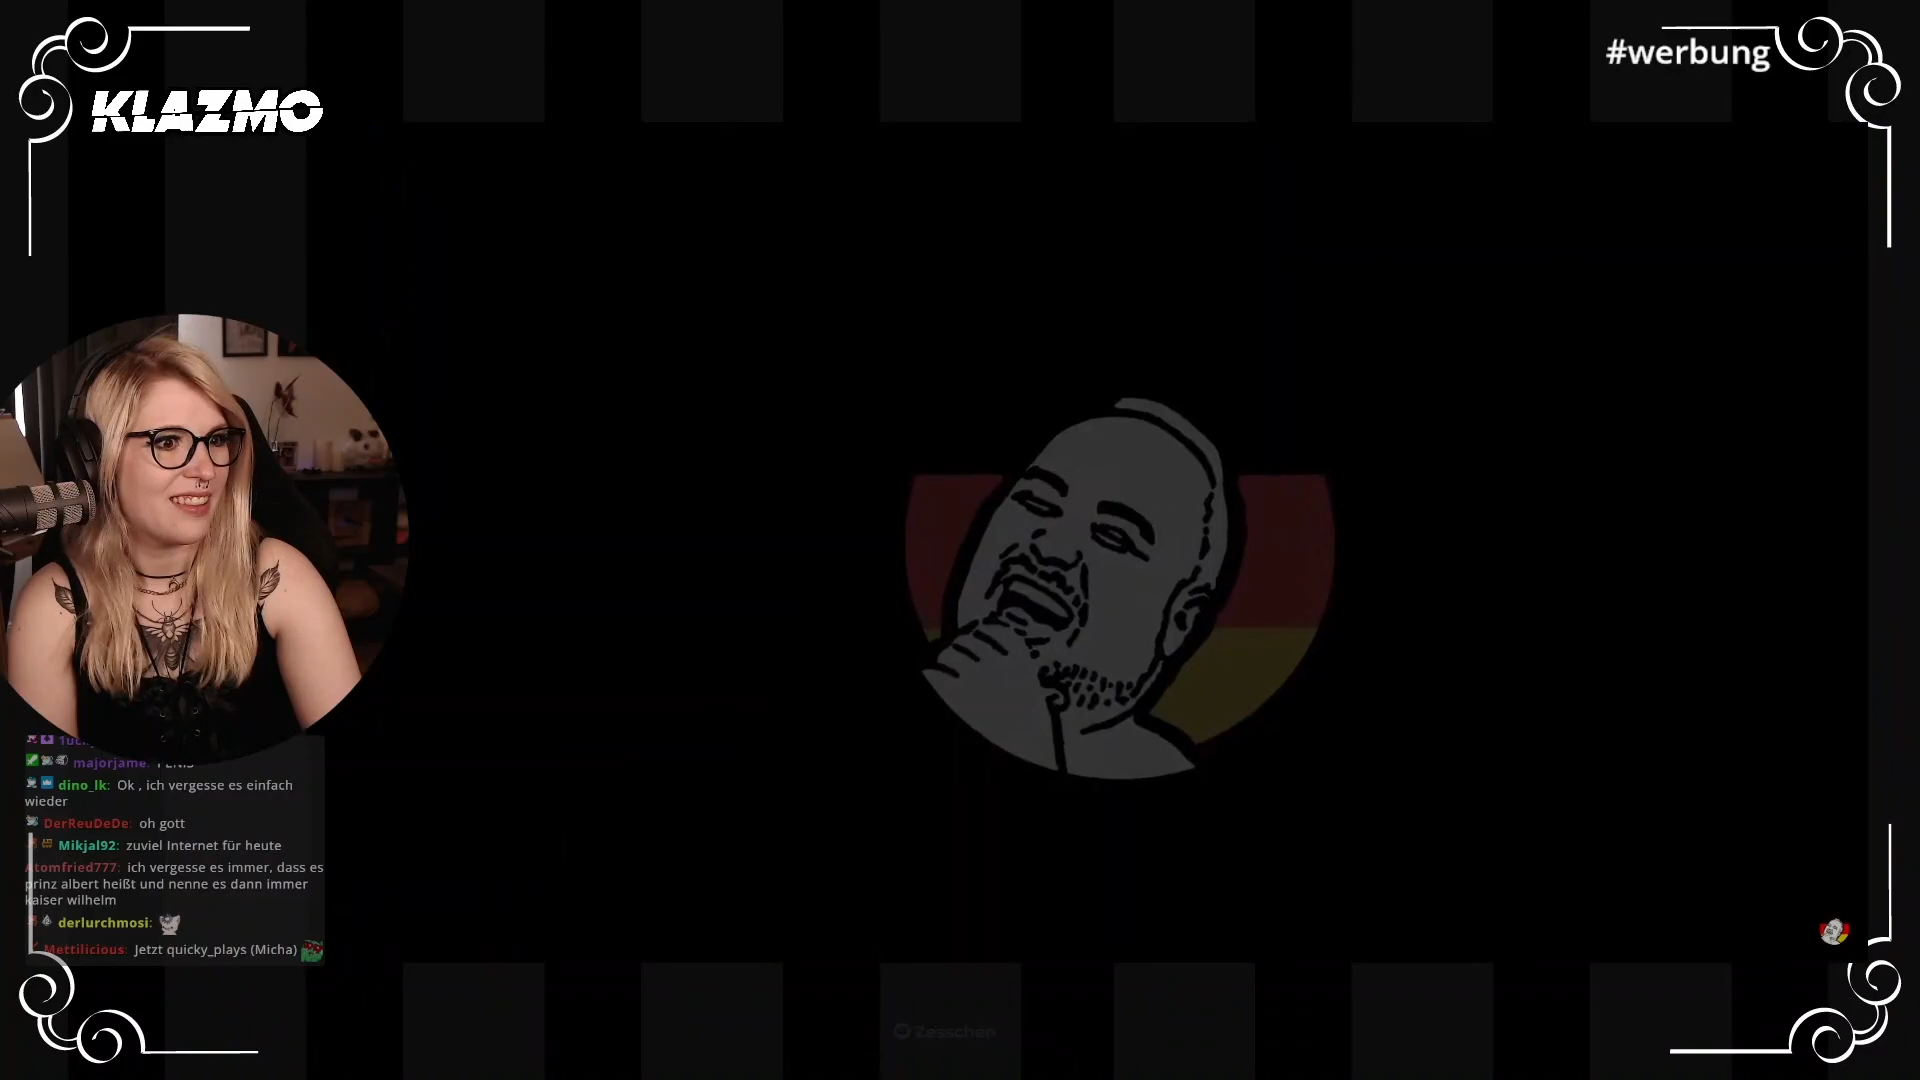 #werbung
KLAZMO
majorjame:
dino_lk: Ok , ich vergesse es einfach
wieder
DerReuDeDe: oh gott
Mikjal92: zuviel Internet für heute
Atomfried777: ich vergesse es immer, dass es
prinz albert heißt und nenne es dann immer
kaiser wilhelm
derlurchmosi:
Mettilicious: Jetzt quicky_plays (Micha)
Zesschen